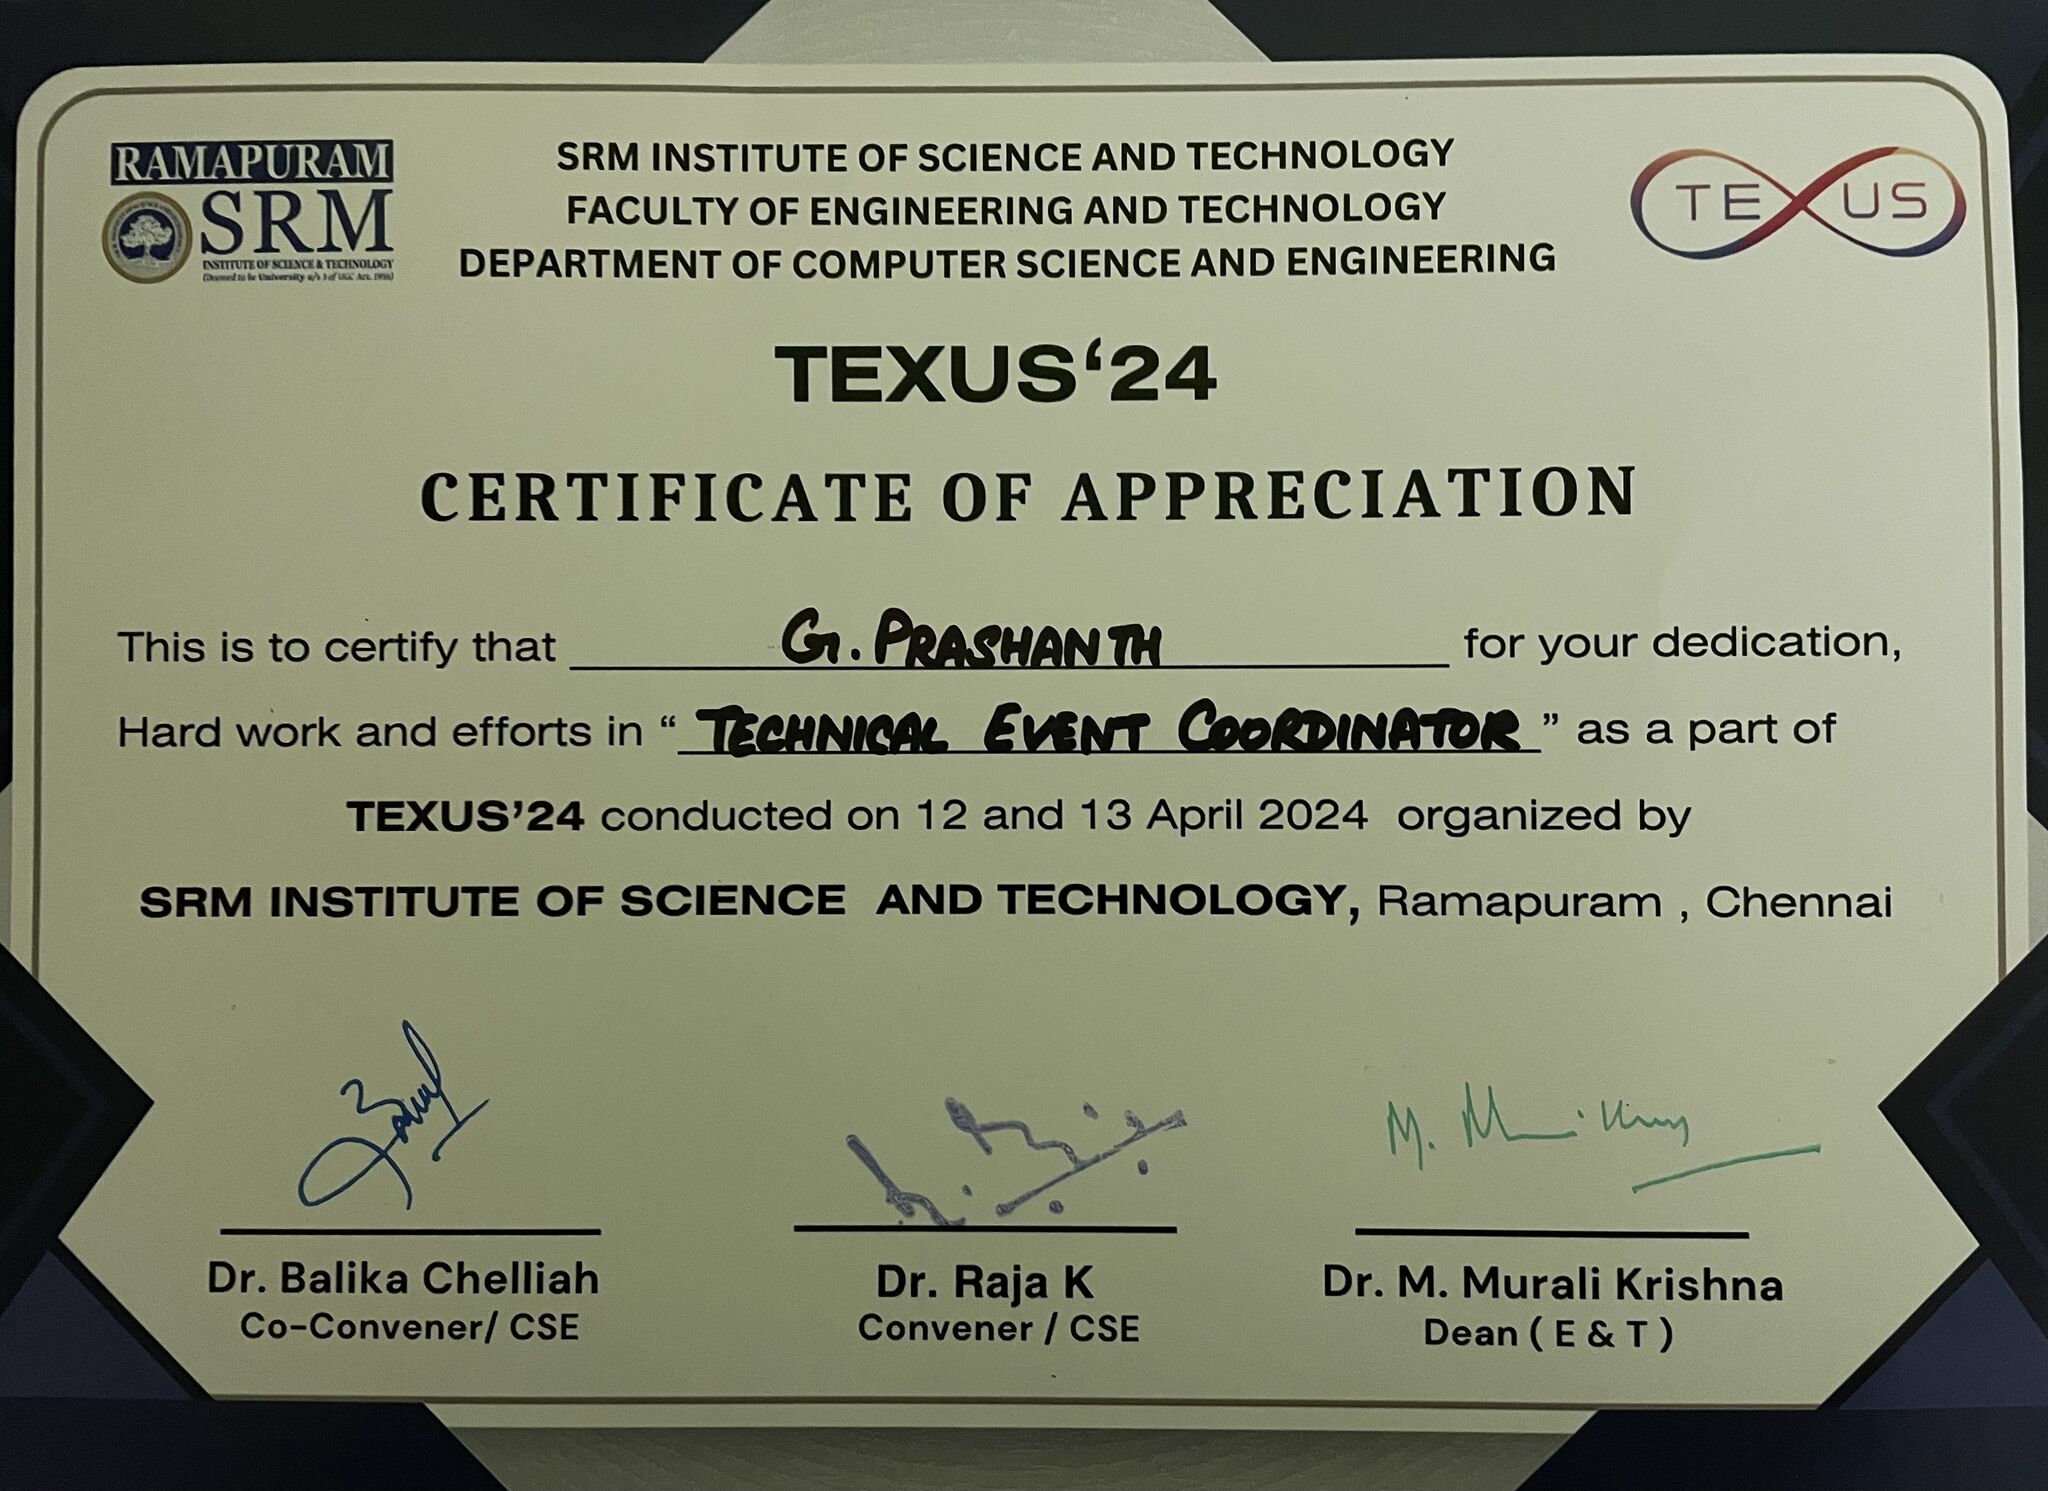 RAMAPURAM
SRM
INSTITUTE OF SCIENCE & TECHNOLOGY
(Deemed to be University u/s 3 of UGC Act, 1956)
SRM INSTITUTE OF SCIENCE AND TECHNOLOGY
FACULTY OF ENGINEERING AND TECHNOLOGY
DEPARTMENT OF COMPUTER SCIENCE AND ENGINEERING
TEXUS
TEXUS‘24
CERTIFICATE OF APPRECIATION
This is to certify that G. PRASHANTH for your dedication,
Hard work and efforts in “ TECHNICAL EVENT COORDINATOR ” as a part of
TEXUS’24 conducted on 12 and 13 April 2024 organized by
SRM INSTITUTE OF SCIENCE AND TECHNOLOGY, Ramapuram , Chennai
Dr. Balika Chelliah
Co-Convener/ CSE
Dr. Raja K
Convener / CSE
Dr. M. Murali Krishna
Dean ( E & T )